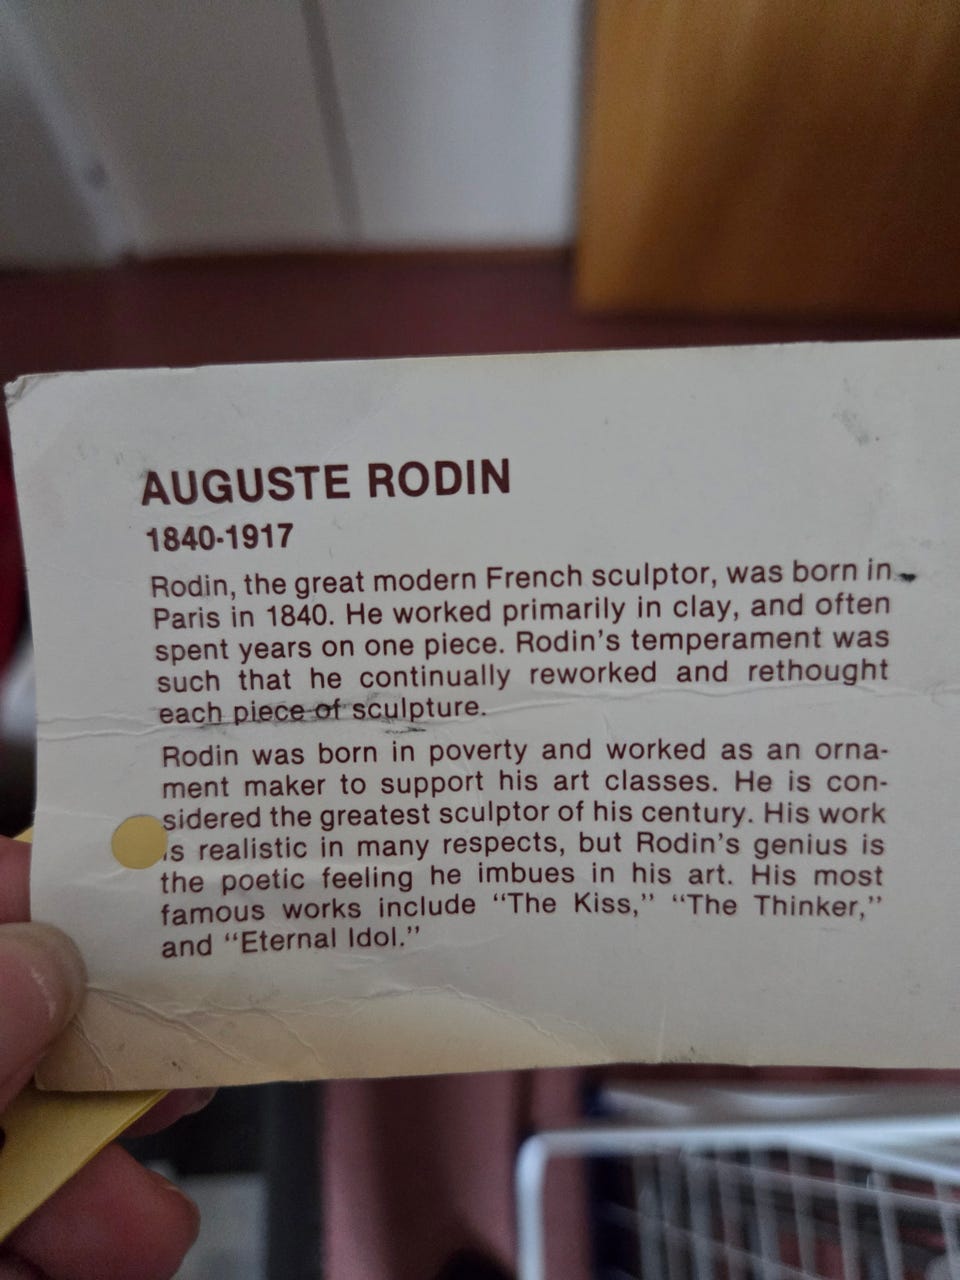 AUGUSTE RODIN
1840-1917
Rodin, the great modern French sculptor, was born in
Paris in 1840. He worked primarily in clay, and often
spent years on one piece. Rodin's temperament was
such that he continually reworked and rethought
each piece of sculpture.
Rodin was born in poverty and worked as an orna-
ment maker to support his art classes. He is con-
sidered the greatest sculptor of his century. His work
is realistic in many respects, but Rodin's genius is
the poetic feeling he imbues in his art. His most
famous works include “The Kiss,” “The Thinker,”
and “Eternal Idol.”